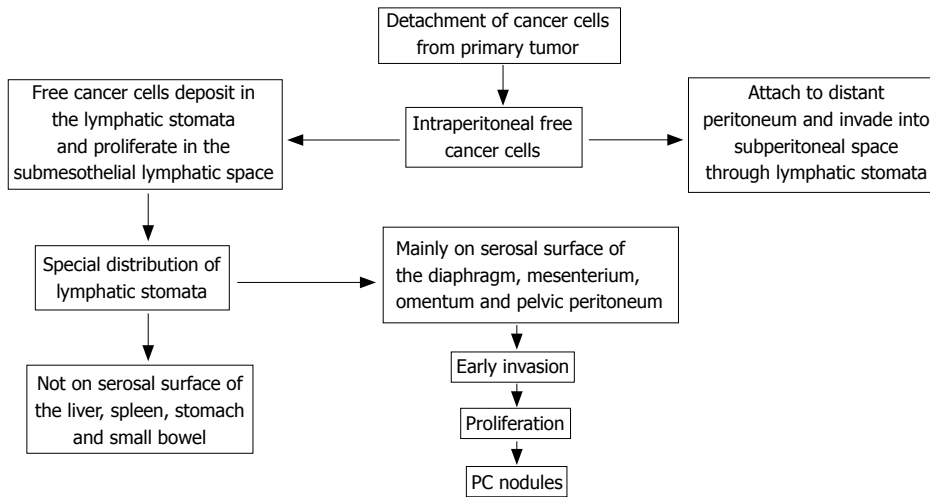 Detachment of cancer cells
from primary tumor
Free cancer cells deposit in
the lymphatic stomata
and proliferate in the
submesothelial lymphatic space
Intraperitoneal free
cancer cells
Attach to distant
peritoneum and invade into
subperitoneal space
through lymphatic stomata
Special distribution of
lymphatic stomata
Mainly on serosal surface of
the diaphragm, mesenterium,
omentum and pelvic peritoneum
Not on serosal surface of
the liver, spleen, stomach
and small bowel
Early invasion
Proliferation
PC nodules